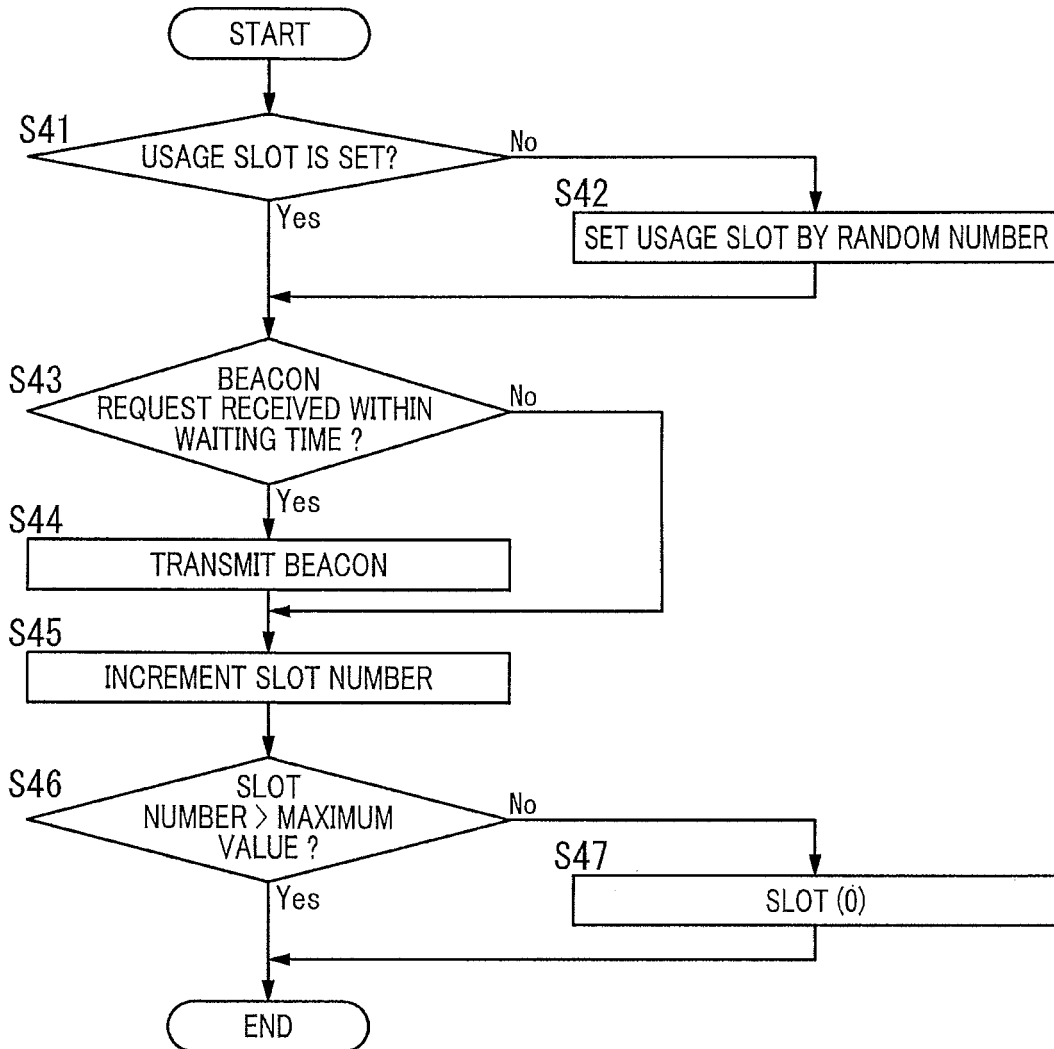 START
S41
USAGE SLOT IS SET?
No
S42
Yes
SET USAGE SLOT BY RANDOM NUMBER
S43
BEACON
REQUEST RECEIVED WITHIN
WAITING TIME ?
No
Yes
S44
TRANSMIT BEACON
S45
INCREMENT SLOT NUMBER
S46
SLOT
NUMBER > MAXIMUM
VALUE ?
No
S47
Yes
SLOT (0)
END